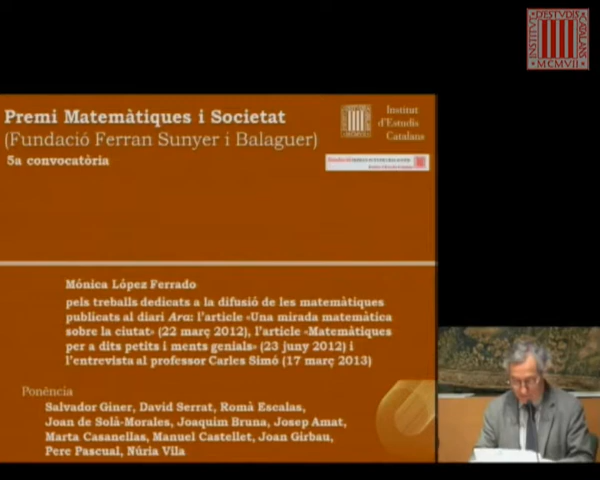 INSTITUT D'ESTVDIS CATALANS
MCMVII
Premi Matemàtiques i Societat
(Fundació Ferran Sunyer i Balaguer)
5a convocatòria
Institut
d'Estudis
Catalans
Mónica López Ferrado
pels treballs dedicats a la difusió de les matemàtiques
publicats al diari Ara: l'article «Una mirada matemàtica
sobre la ciutat» (22 març 2012), l'article «Matemàtiques
per a dits petits i ments genials» (23 juny 2012) i
l'entrevista al professor Carles Simó (17 març 2013)
Ponència
Salvador Giner, David Serrat, Romà Escalas,
Joan de Solà-Morales, Joaquim Bruna, Josep Amat,
Marta Casanellas, Manuel Castellet, Joan Girbau,
Pere Pascual, Núria Vila